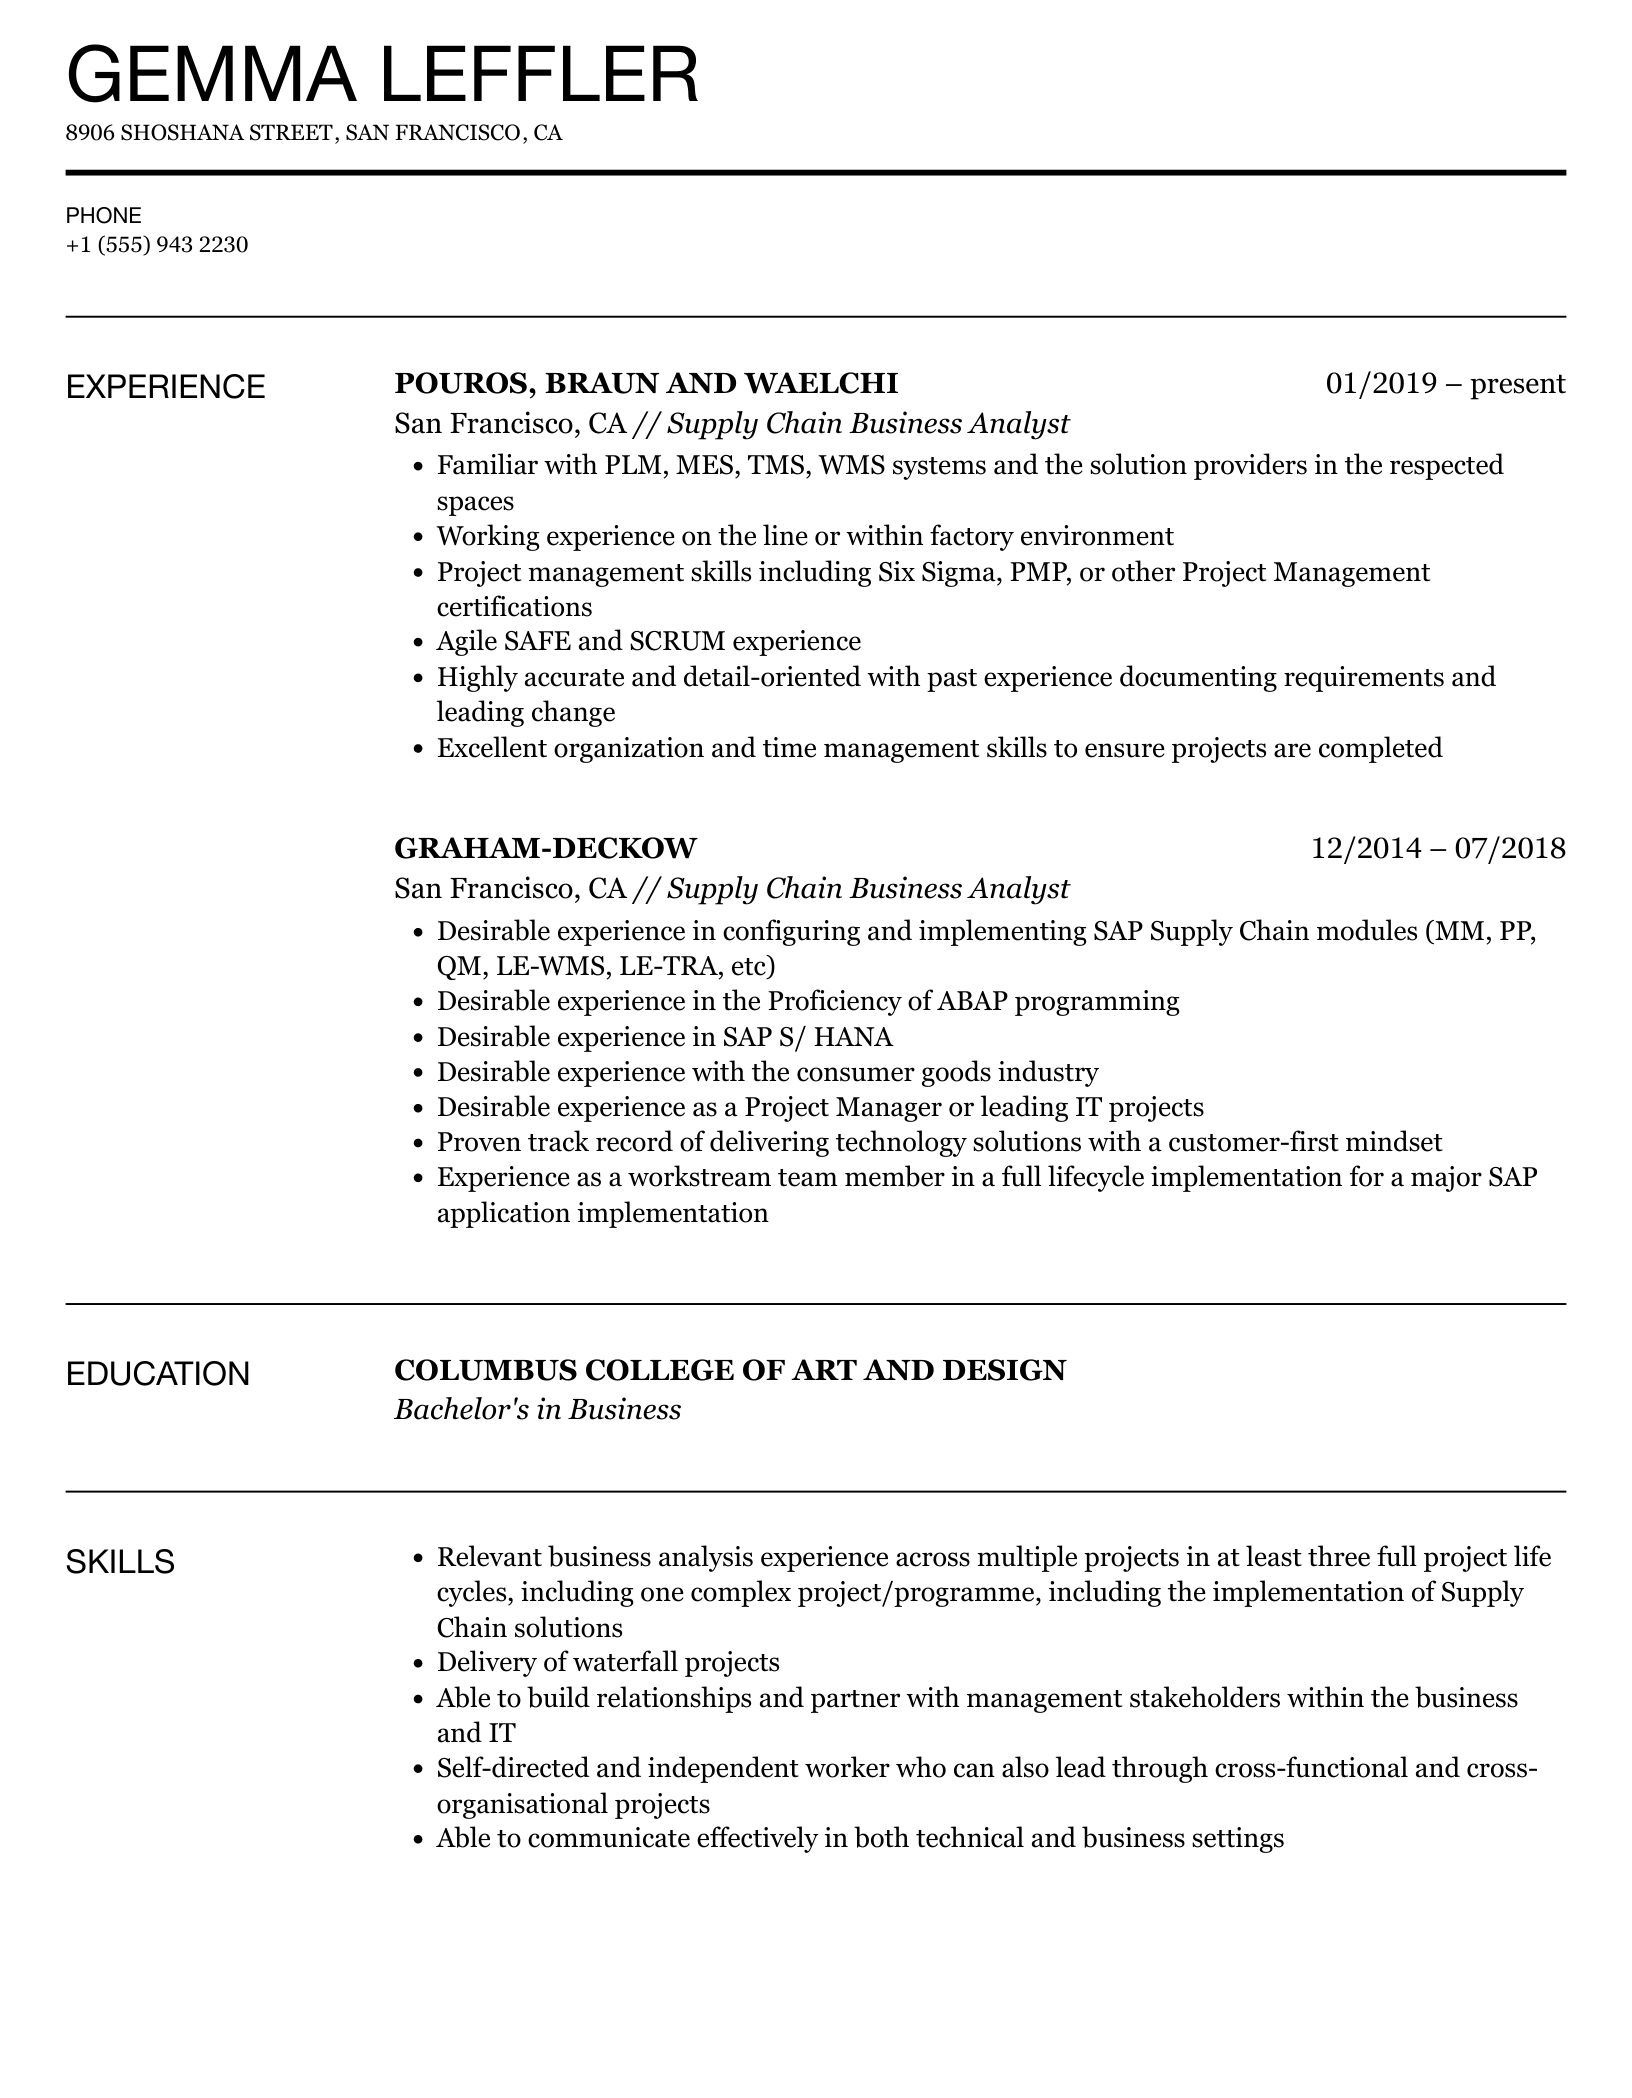 GEMMA LEFFLER
8906 SHOSHANA STREET, SAN FRANCISCO, CA
PHONE
+1 (555) 943 2230
EXPERIENCE
POUROS, BRAUN AND WAELCHI 01/2019 – present
San Francisco, CA // Supply Chain Business Analyst
• Familiar with PLM, MES, TMS, WMS systems and the solution providers in the respected
spaces
• Working experience on the line or within factory environment
• Project management skills including Six Sigma, PMP, or other Project Management
certifications
• Agile SAFE and SCRUM experience
• Highly accurate and detail-oriented with past experience documenting requirements and
leading change
• Excellent organization and time management skills to ensure projects are completed
GRAHAM-DECKOW 12/2014 – 07/2018
San Francisco, CA // Supply Chain Business Analyst
• Desirable experience in configuring and implementing SAP Supply Chain modules (MM, PP,
QM, LE-WMS, LE-TRA, etc)
• Desirable experience in the Proficiency of ABAP programming
• Desirable experience in SAP S/ HANA
• Desirable experience with the consumer goods industry
• Desirable experience as a Project Manager or leading IT projects
• Proven track record of delivering technology solutions with a customer-first mindset
• Experience as a workstream team member in a full lifecycle implementation for a major SAP
application implementation
EDUCATION
COLUMBUS COLLEGE OF ART AND DESIGN
Bachelor's in Business
SKILLS
• Relevant business analysis experience across multiple projects in at least three full project life
cycles, including one complex project/programme, including the implementation of Supply
Chain solutions
• Delivery of waterfall projects
• Able to build relationships and partner with management stakeholders within the business
and IT
• Self-directed and independent worker who can also lead through cross-functional and cross-
organisational projects
• Able to communicate effectively in both technical and business settings